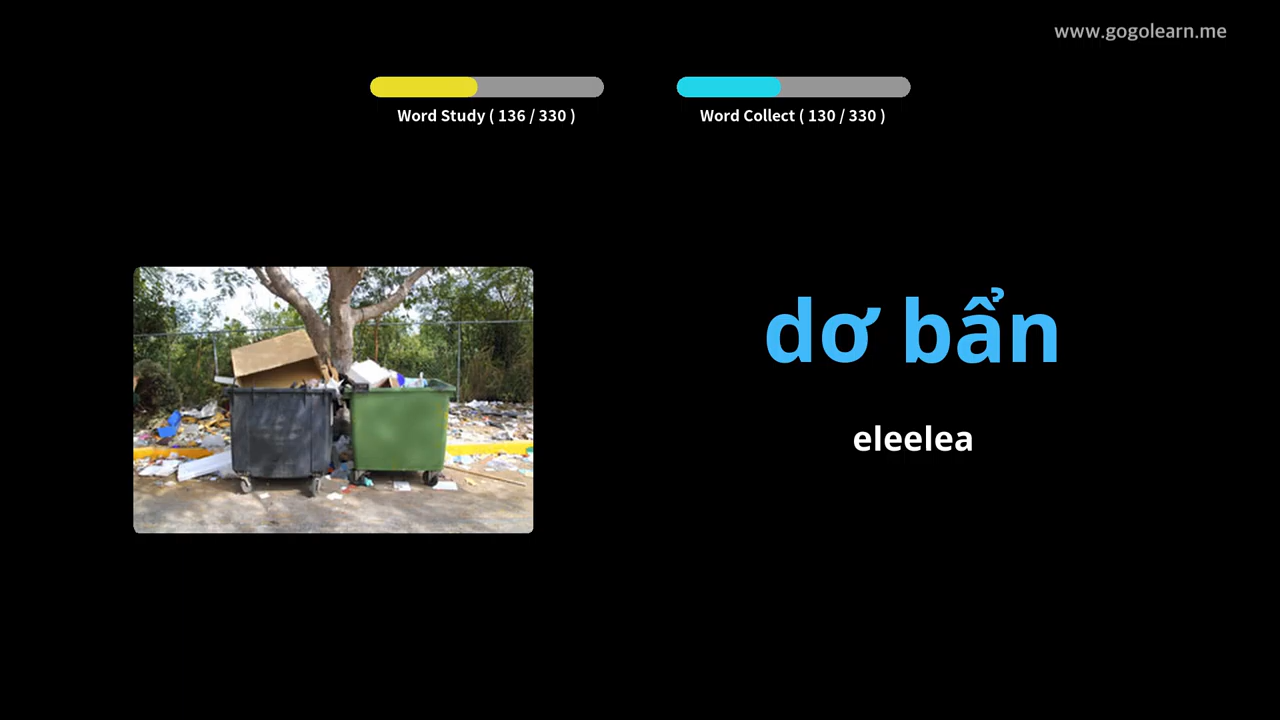 www.gogolearn.me
Word Study ( 136 / 330 )
Word Collect ( 130 / 330 )
dơ bẩn
eleelea